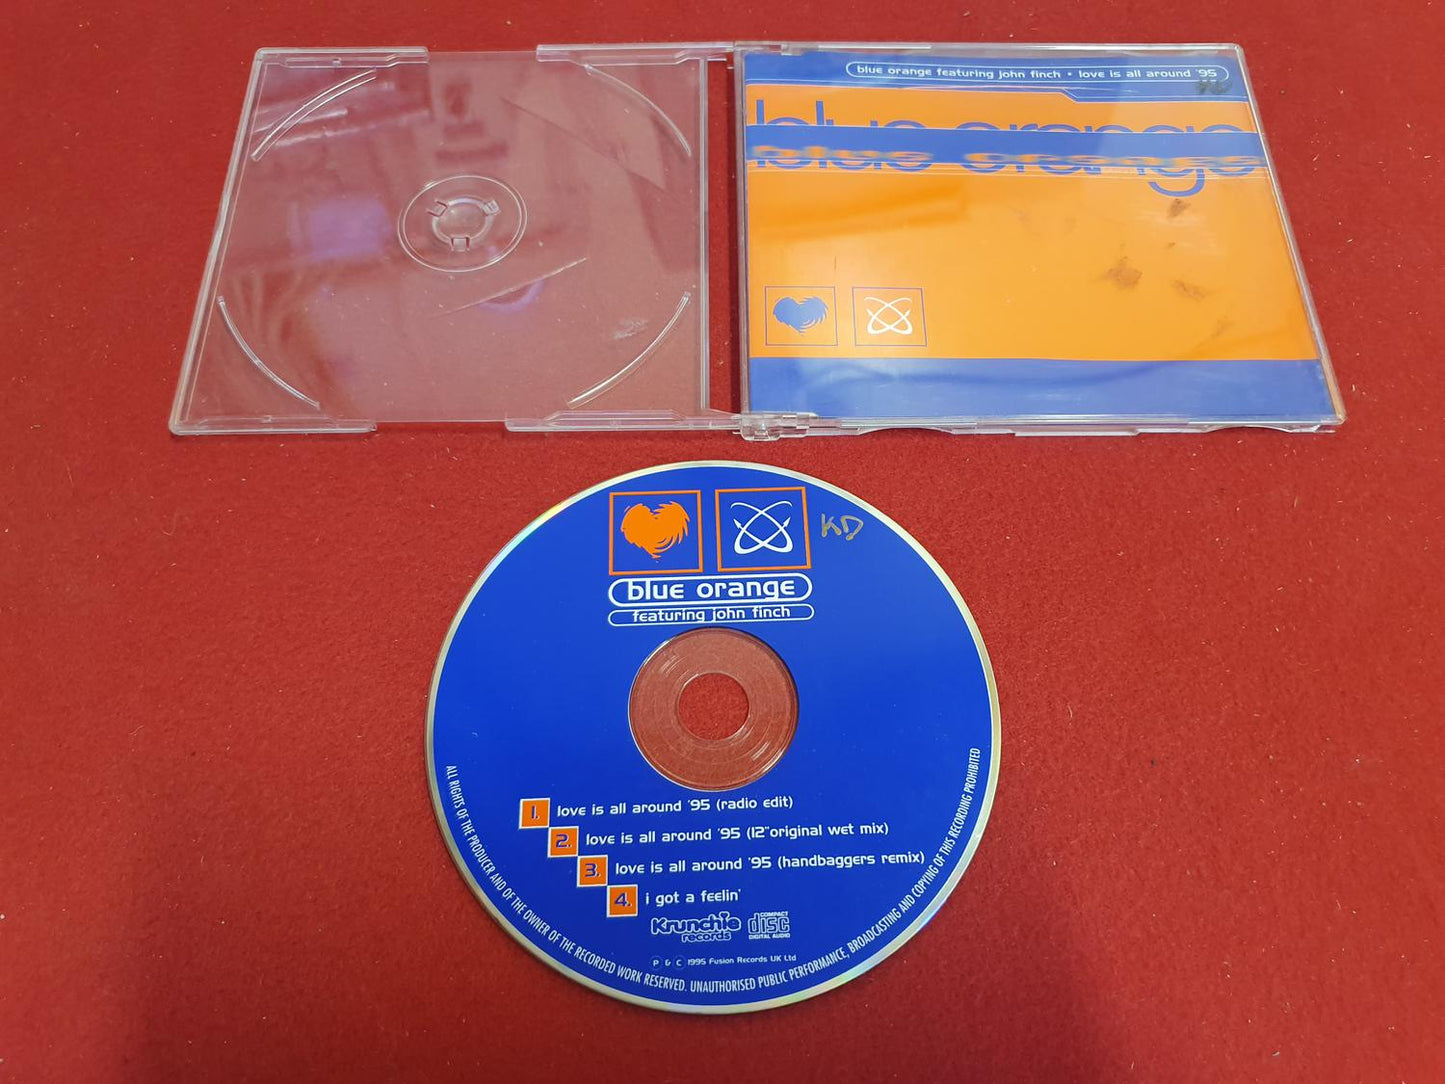 blue orange featuring john finch • love is all around '95
blue orange
blue orange
KD
blue orange
featuring john finch
1. love is all around '95 (radio edit)
2. love is all around '95 (12" original wet mix)
3. love is all around '95 (handbaggers remix)
4. i got a feelin'
Krunchie records
COMPACT disc DIGITAL AUDIO
P & C 1995 Fusion Records UK Ltd
ALL RIGHTS OF THE PRODUCER AND OF THE OWNER OF THE RECORDED WORK RESERVED. UNAUTHORISED PUBLIC PERFORMANCE, BROADCASTING AND COPYING OF THIS RECORDING PROHIBITED